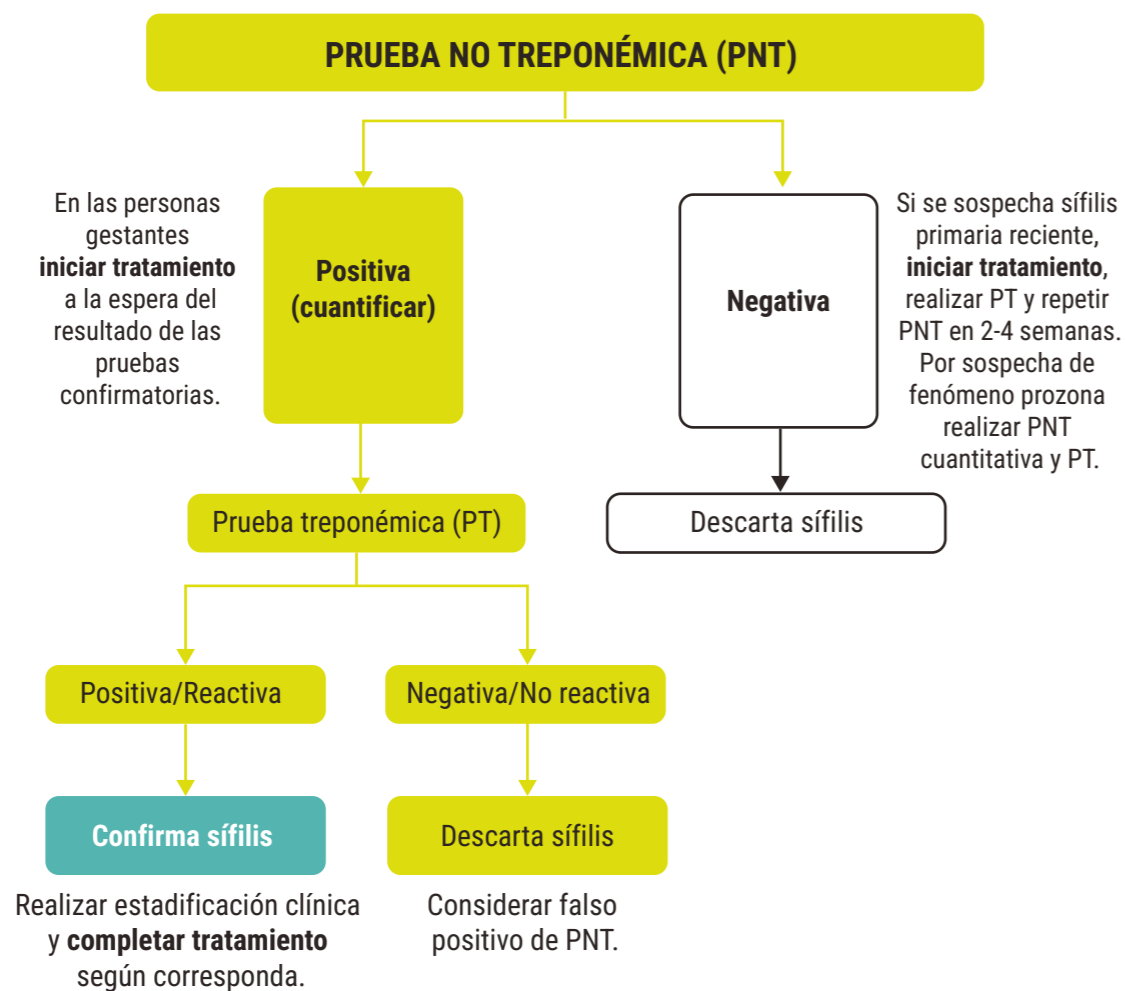 PRUEBA NO TREPONÉMICA (PNT)
En las personas
gestantes
iniciar tratamiento
a la espera del
resultado de las
pruebas
confirmatorias.
Positiva
(cuantificar)
Negativa
Si se sospecha sífilis
primaria reciente,
iniciar tratamiento,
realizar PT y repetir
PNT en 2-4 semanas.
Por sospecha de
fenómeno prozona
realizar PNT
cuantitativa y PT.
Prueba treponémica (PT)
Descarta sífilis
Positiva/Reactiva
Negativa/No reactiva
Confirma sífilis
Descarta sífilis
Realizar estadificación clínica
y completar tratamiento
según corresponda.
Considerar falso
positivo de PNT.